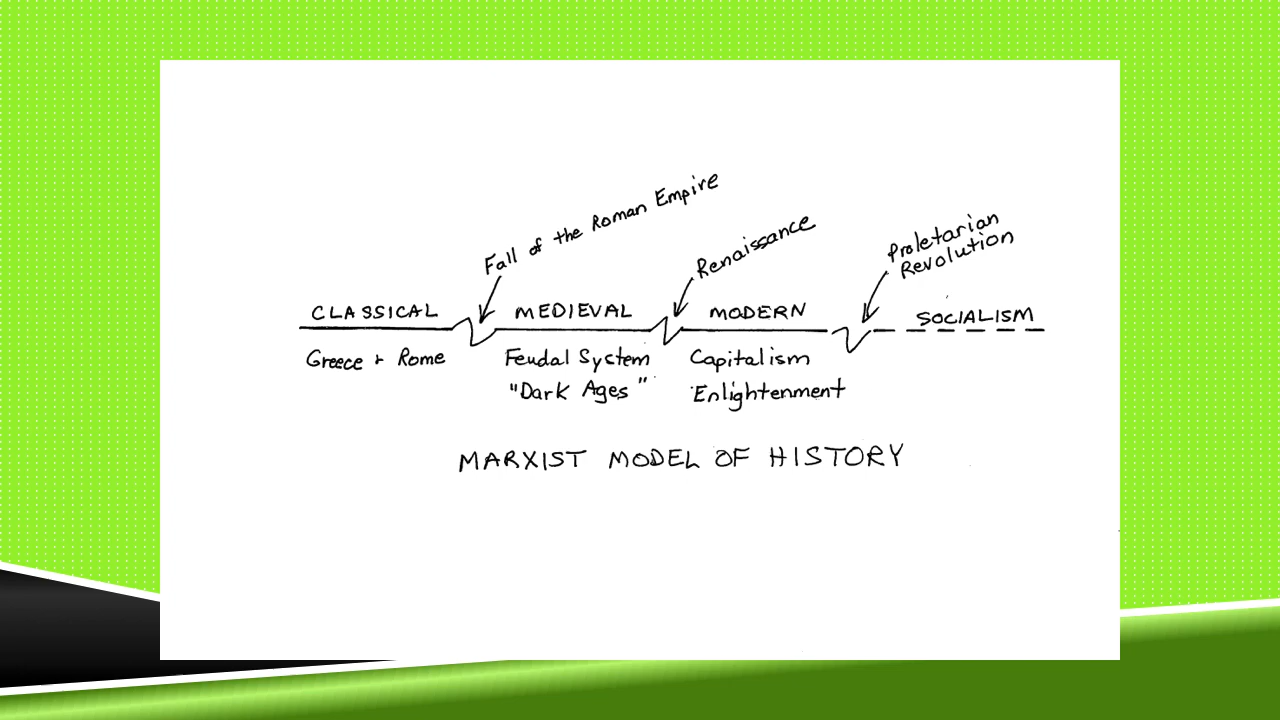 Fall of the Roman Empire
Renaissance
Proletarian
Revolution
CLASSICAL
MEDIEVAL
MODERN
SOCIALISM
Greece + Rome
Feudal System
"Dark Ages"
Capitalism
Enlightenment
MARXIST MODEL OF HISTORY